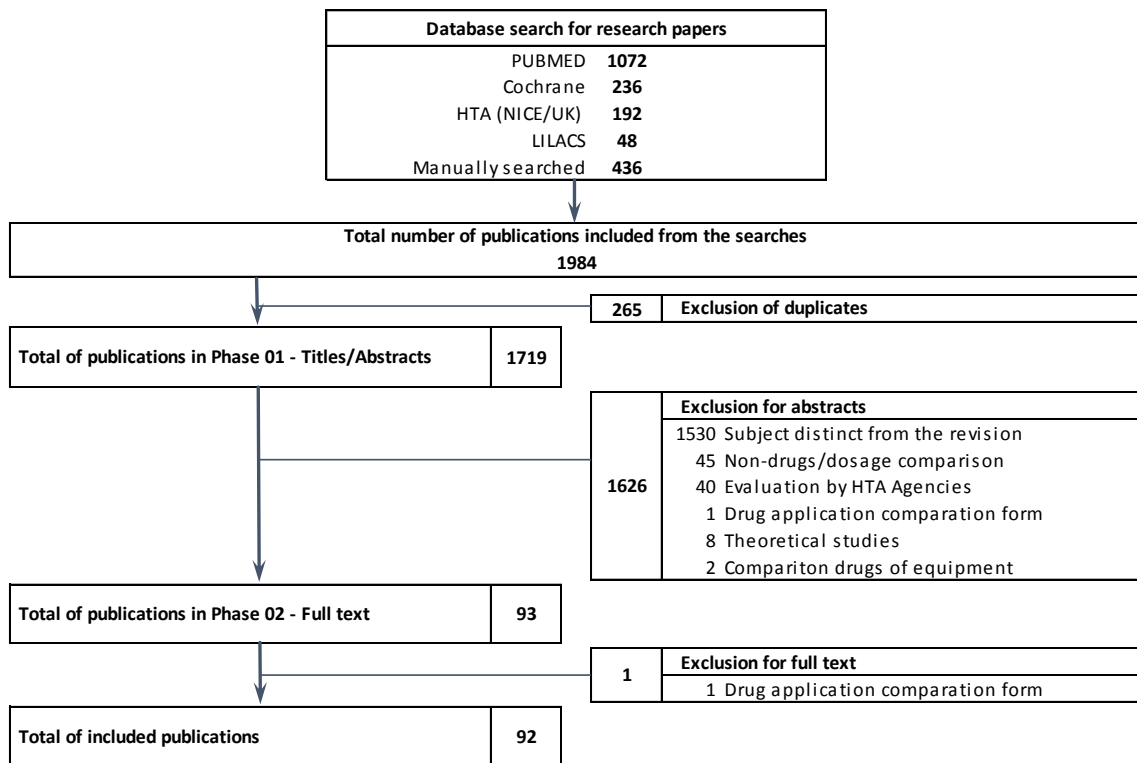 Database search for research papers
PUBMED 1072
Cochrane 236
HTA (NICE/UK) 192
LILACS 48
Manually searched 436
Total number of publications included from the searches
1984
265 Exclusion of duplicates
Total of publications in Phase 01 - Titles/Abstracts 1719
Exclusion for abstracts
1530 Subject distinct from the revision
45 Non-drugs/dosage comparison
1626
40 Evaluation by HTA Agencies
1 Drug application comparation form
8 Theoretical studies
2 Compariton drugs of equipment
Total of publications in Phase 02 - Full text 93
1
Exclusion for full text
1 Drug application comparation form
Total of included publications 92